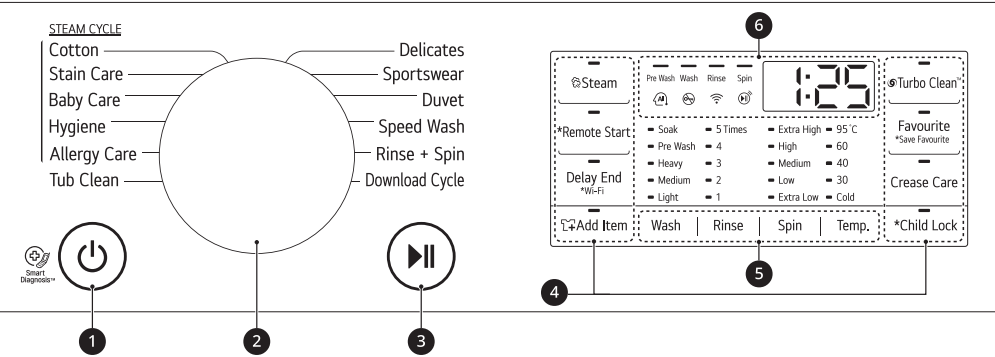 STEAM CYCLE
Cotton
Stain Care
Baby Care
Hygiene
Allergy Care
Tub Clean
Delicates
Sportswear
Duvet
Speed Wash
Rinse + Spin
Download Cycle
Smart
Diagnosis™
1
2
3
6
Steam
*Remote Start
Delay End
*Wi-Fi
Add Item
Pre Wash Wash Rinse Spin
AI
1:25
Soak 5 Times Extra High 95˚C
Pre Wash 4 High 60
Heavy 3 Medium 40
Medium 2 Low 30
Light 1 Extra Low Cold
Wash Rinse Spin Temp.
Turbo Clean™
Favourite
*Save Favourite
Crease Care
*Child Lock
4
5